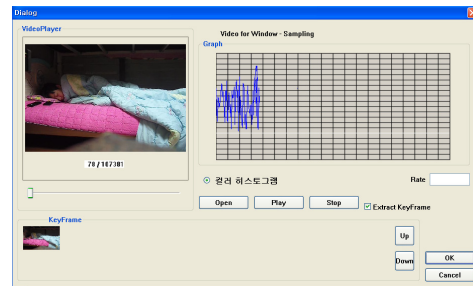 Dialog
VideoPlayer
Video for Window - Sampling
Graph
78 / 167381
컬러 히스토그램
Rate
Open
Play
Stop
Extract KeyFrame
KeyFrame
Up
Down
OK
Cancel